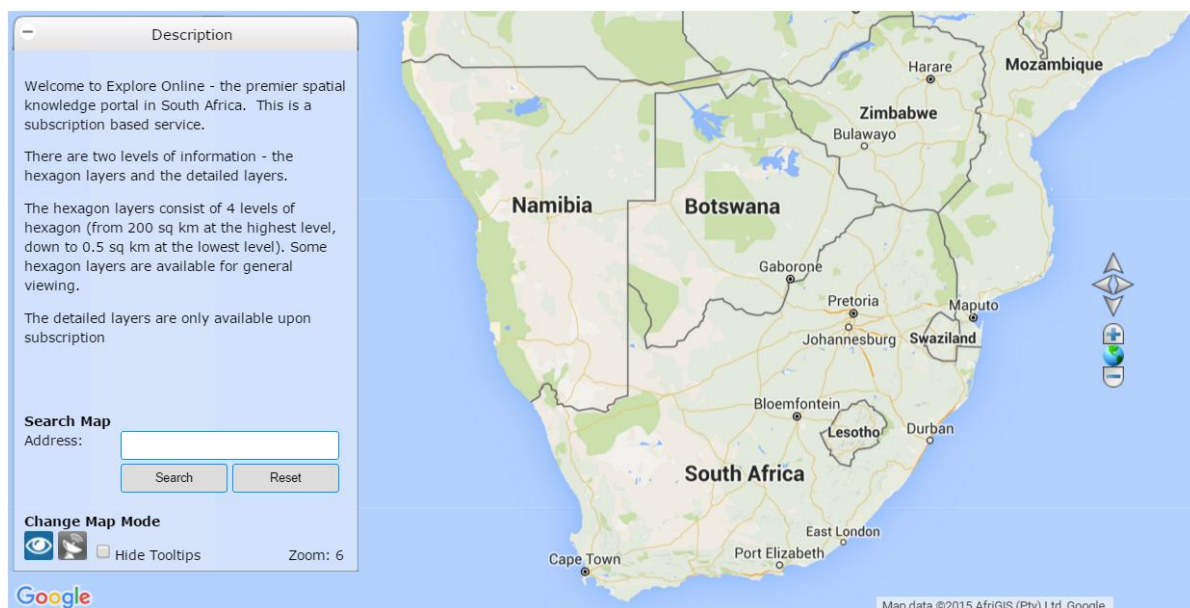 Description
Welcome to Explore Online - the premier spatial
knowledge portal in South Africa. This is a
subscription based service.
There are two levels of information - the
hexagon layers and the detailed layers.
The hexagon layers consist of 4 levels of
hexagon (from 200 sq km at the highest level,
down to 0.5 sq km at the lowest level). Some
hexagon layers are available for general
viewing.
The detailed layers are only available upon
subscription
Search Map
Address:
Search Reset
Change Map Mode
Hide Tooltips Zoom: 6
Google
Harare
Mozambique
Zimbabwe
Bulawayo
Namibia
Botswana
Gaborone
Pretoria
Maputo
Johannesburg
Swaziland
Bloemfontein
Lesotho
Durban
South Africa
East London
Port Elizabeth
Cape Town
Map data ©2015 AfriGIS (Pty) Ltd, Google